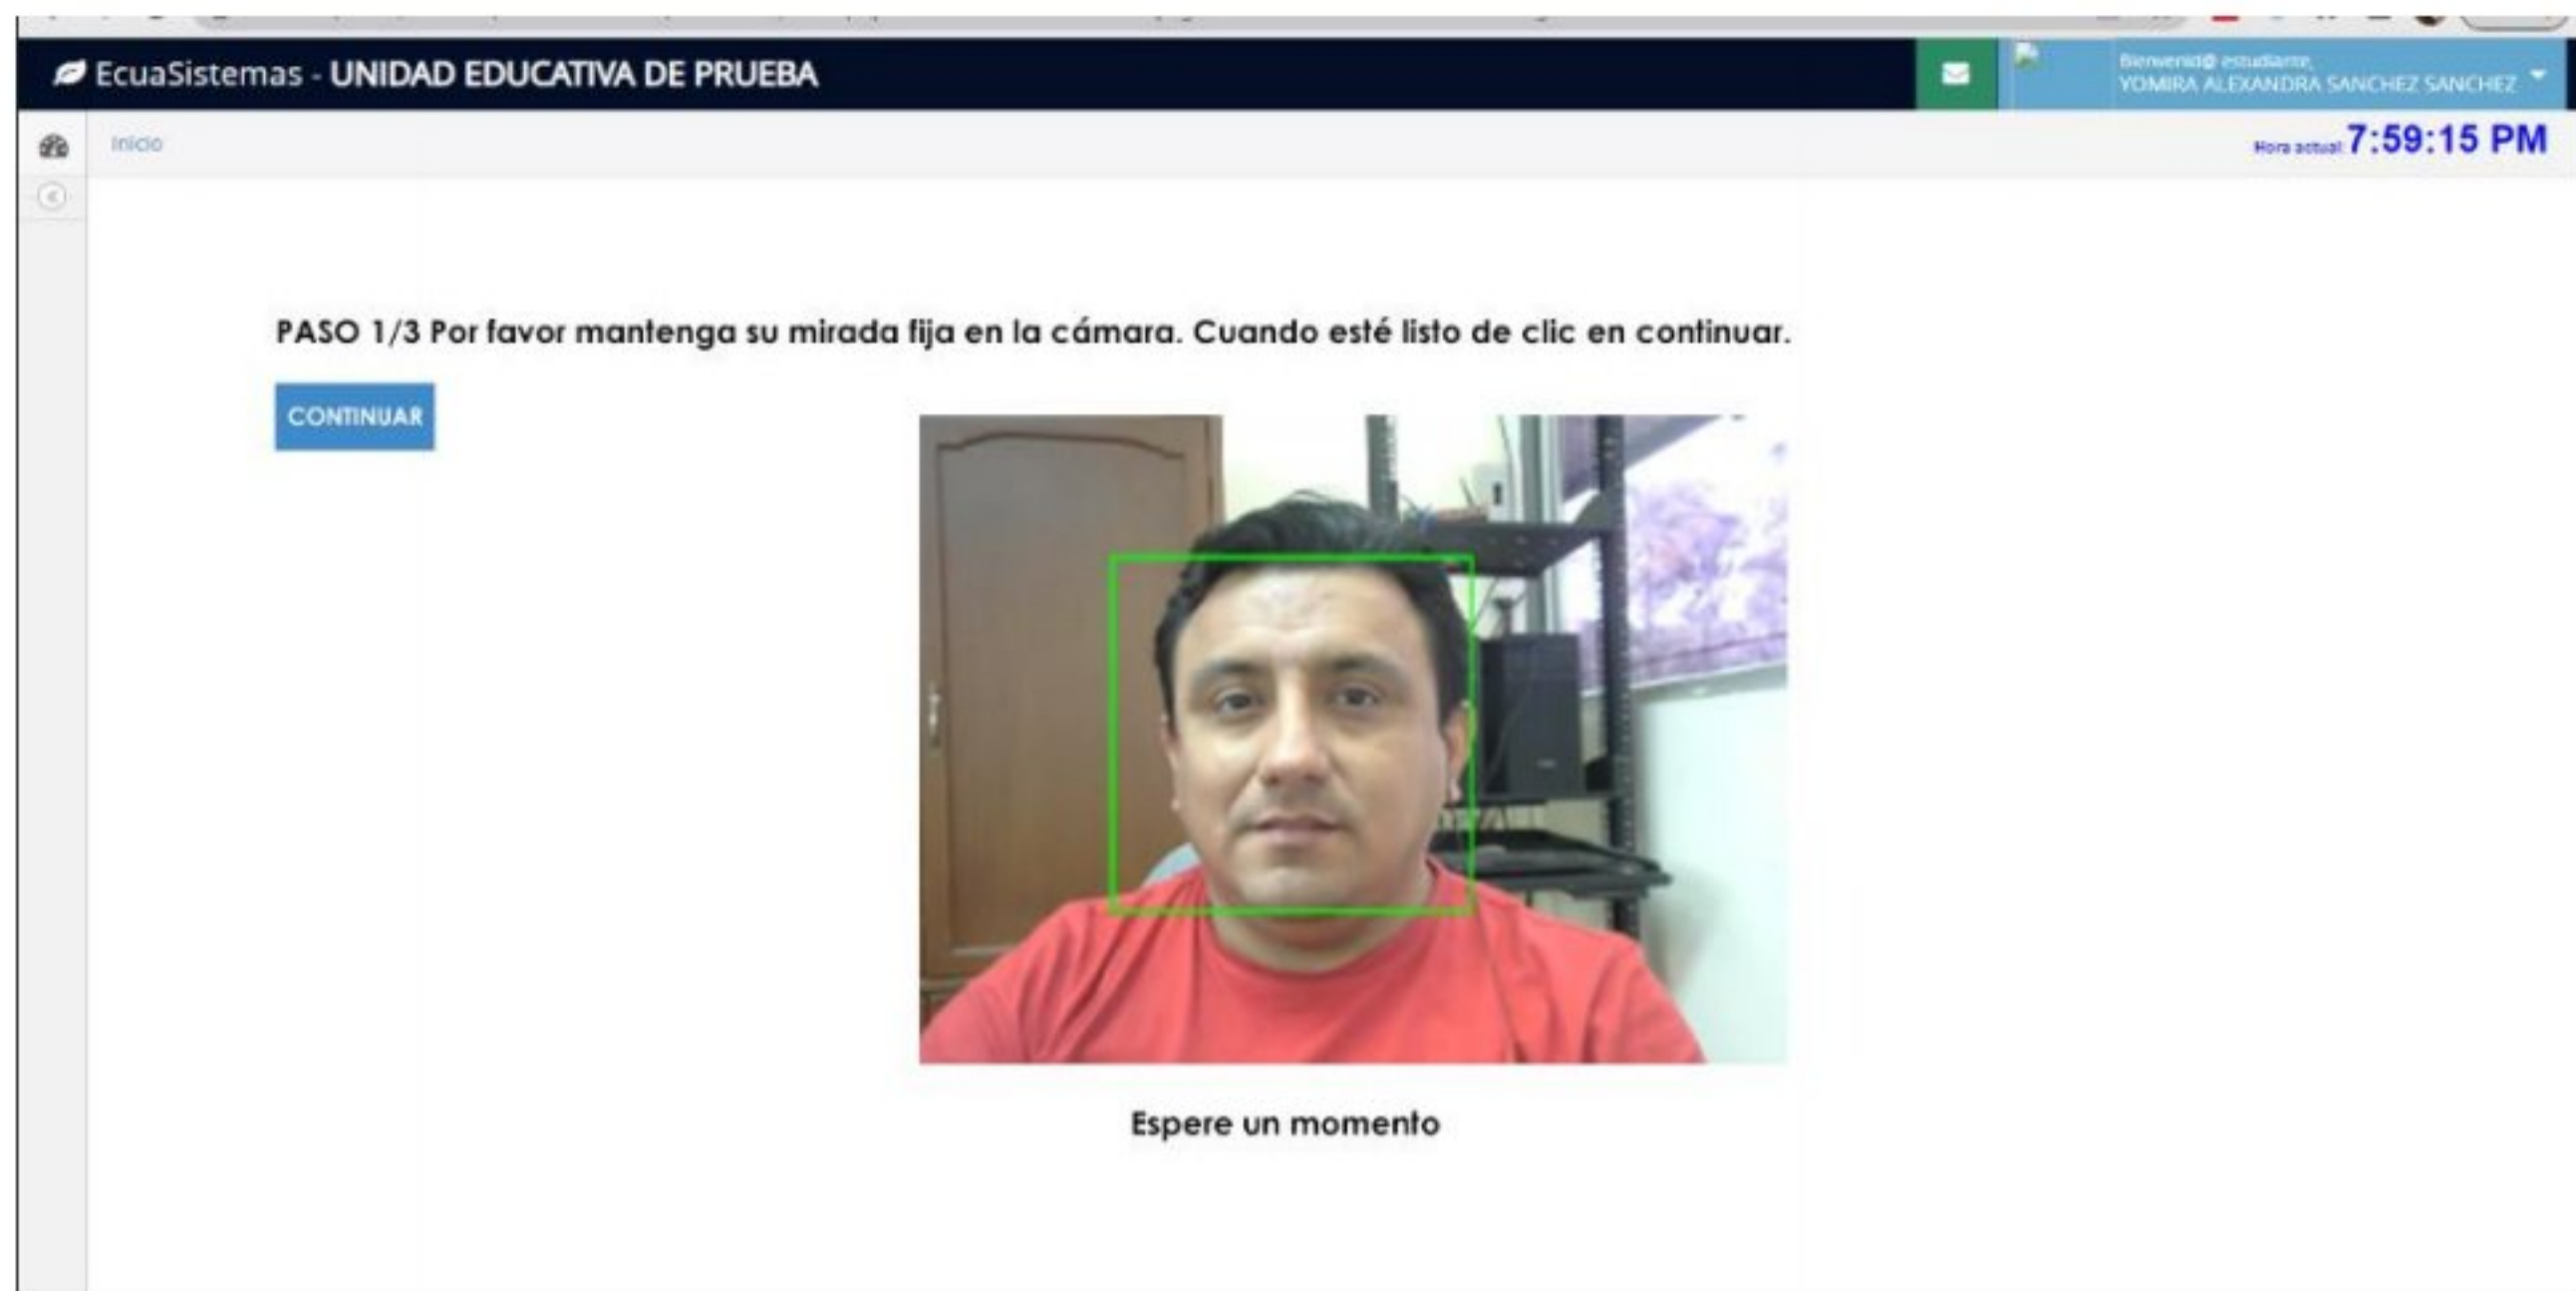 EcuaSistemas - UNIDAD EDUCATIVA DE PRUEBA
Bienvenid@ estudiante,
YOMIRA ALEXANDRA SANCHEZ SANCHEZ
Inicio
Hora actual: 7:59:15 PM
PASO 1/3 Por favor mantenga su mirada fija en la cámara. Cuando esté listo de clic en continuar.
CONTINUAR
Espere un momento